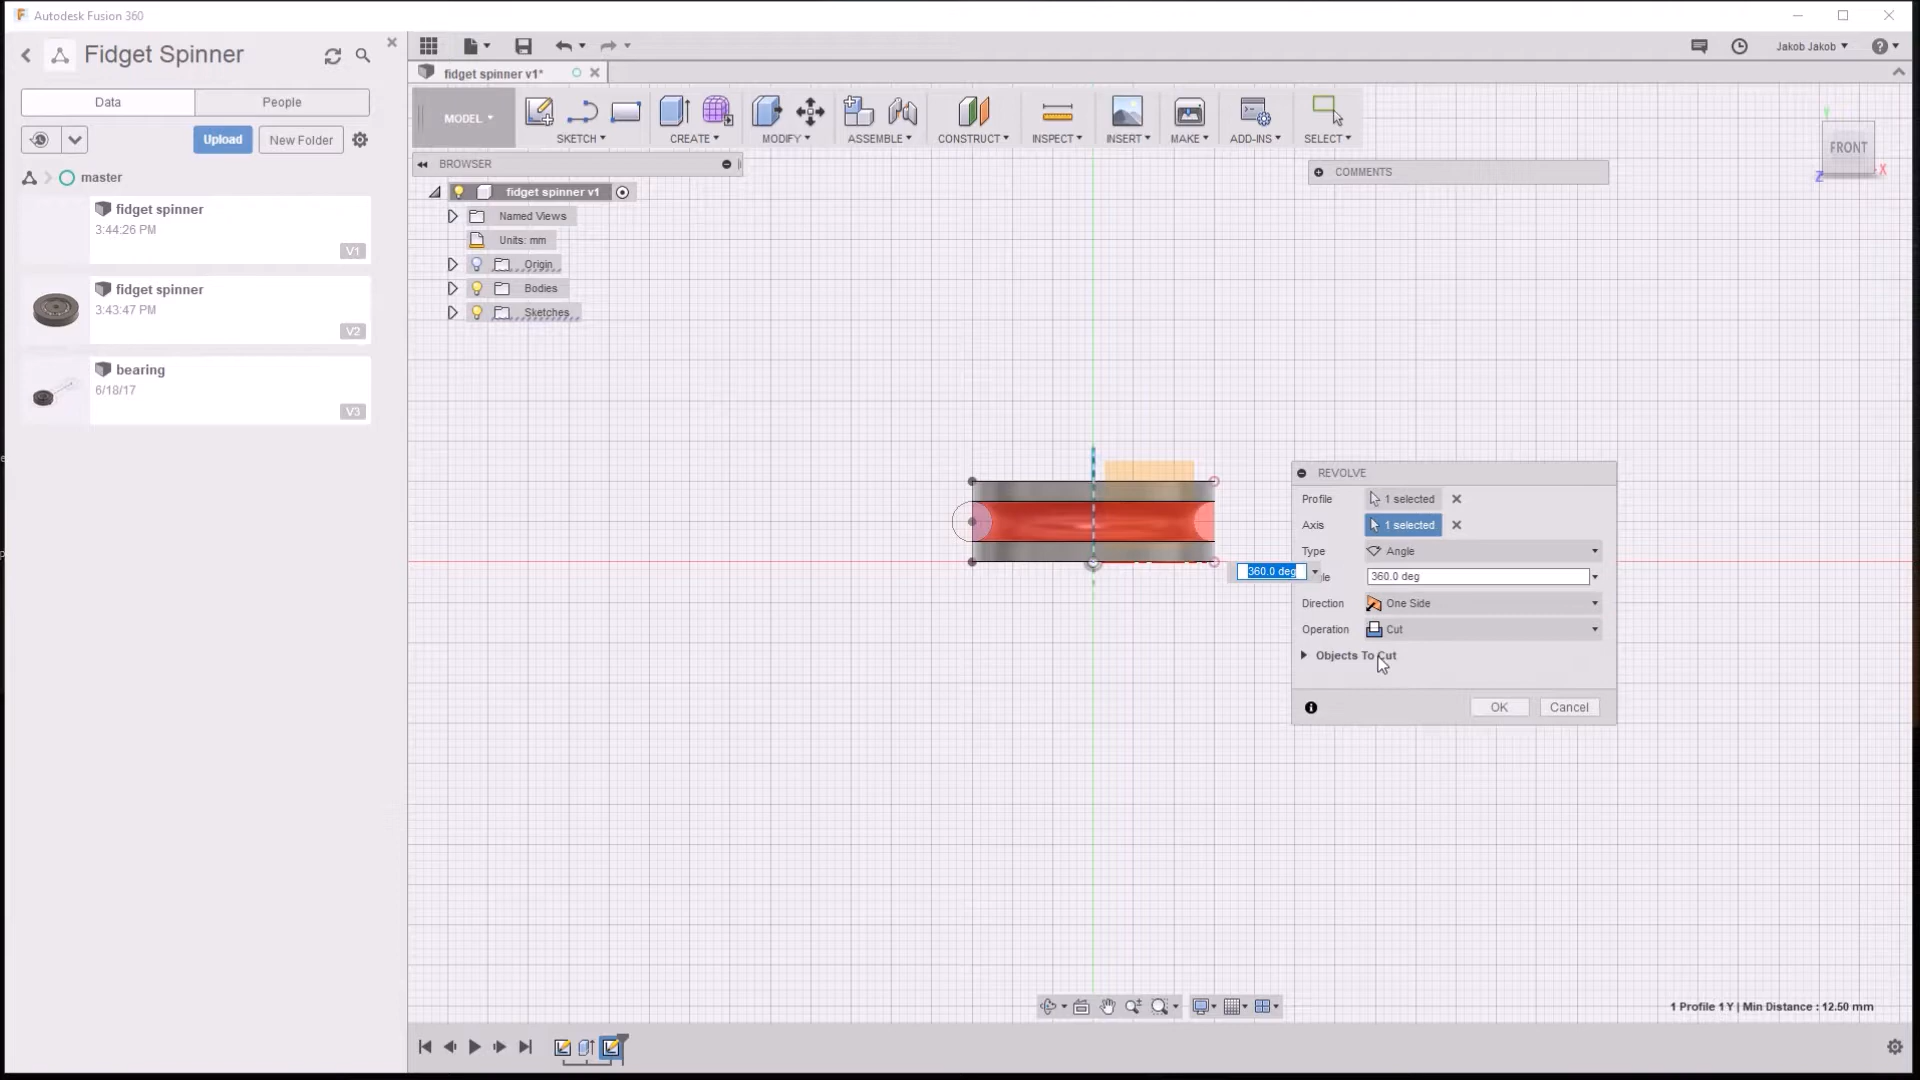 Autodesk Fusion 360
Fidget Spinner
Data
People
Upload
New Folder
master
fidget spinner
3:44:26 PM
V1
fidget spinner
3:43:47 PM
V2
bearing
6/18/17
V3
Jakob Jakob
fidget spinner v1*
MODEL
SKETCH
CREATE
MODIFY
ASSEMBLE
CONSTRUCT
INSPECT
INSERT
MAKE
ADD-INS
SELECT
BROWSER
fidget spinner v1
Named Views
Units: mm
Origin
Bodies
Sketches
COMMENTS
FRONT
Y
X
Z
360.0 deg
REVOLVE
Profile 1 selected
Axis 1 selected
Type Angle
le 360.0 deg
Direction One Side
Operation Cut
Objects To Cut
OK Cancel
1 Profile 1 Y | Min Distance : 12.50 mm